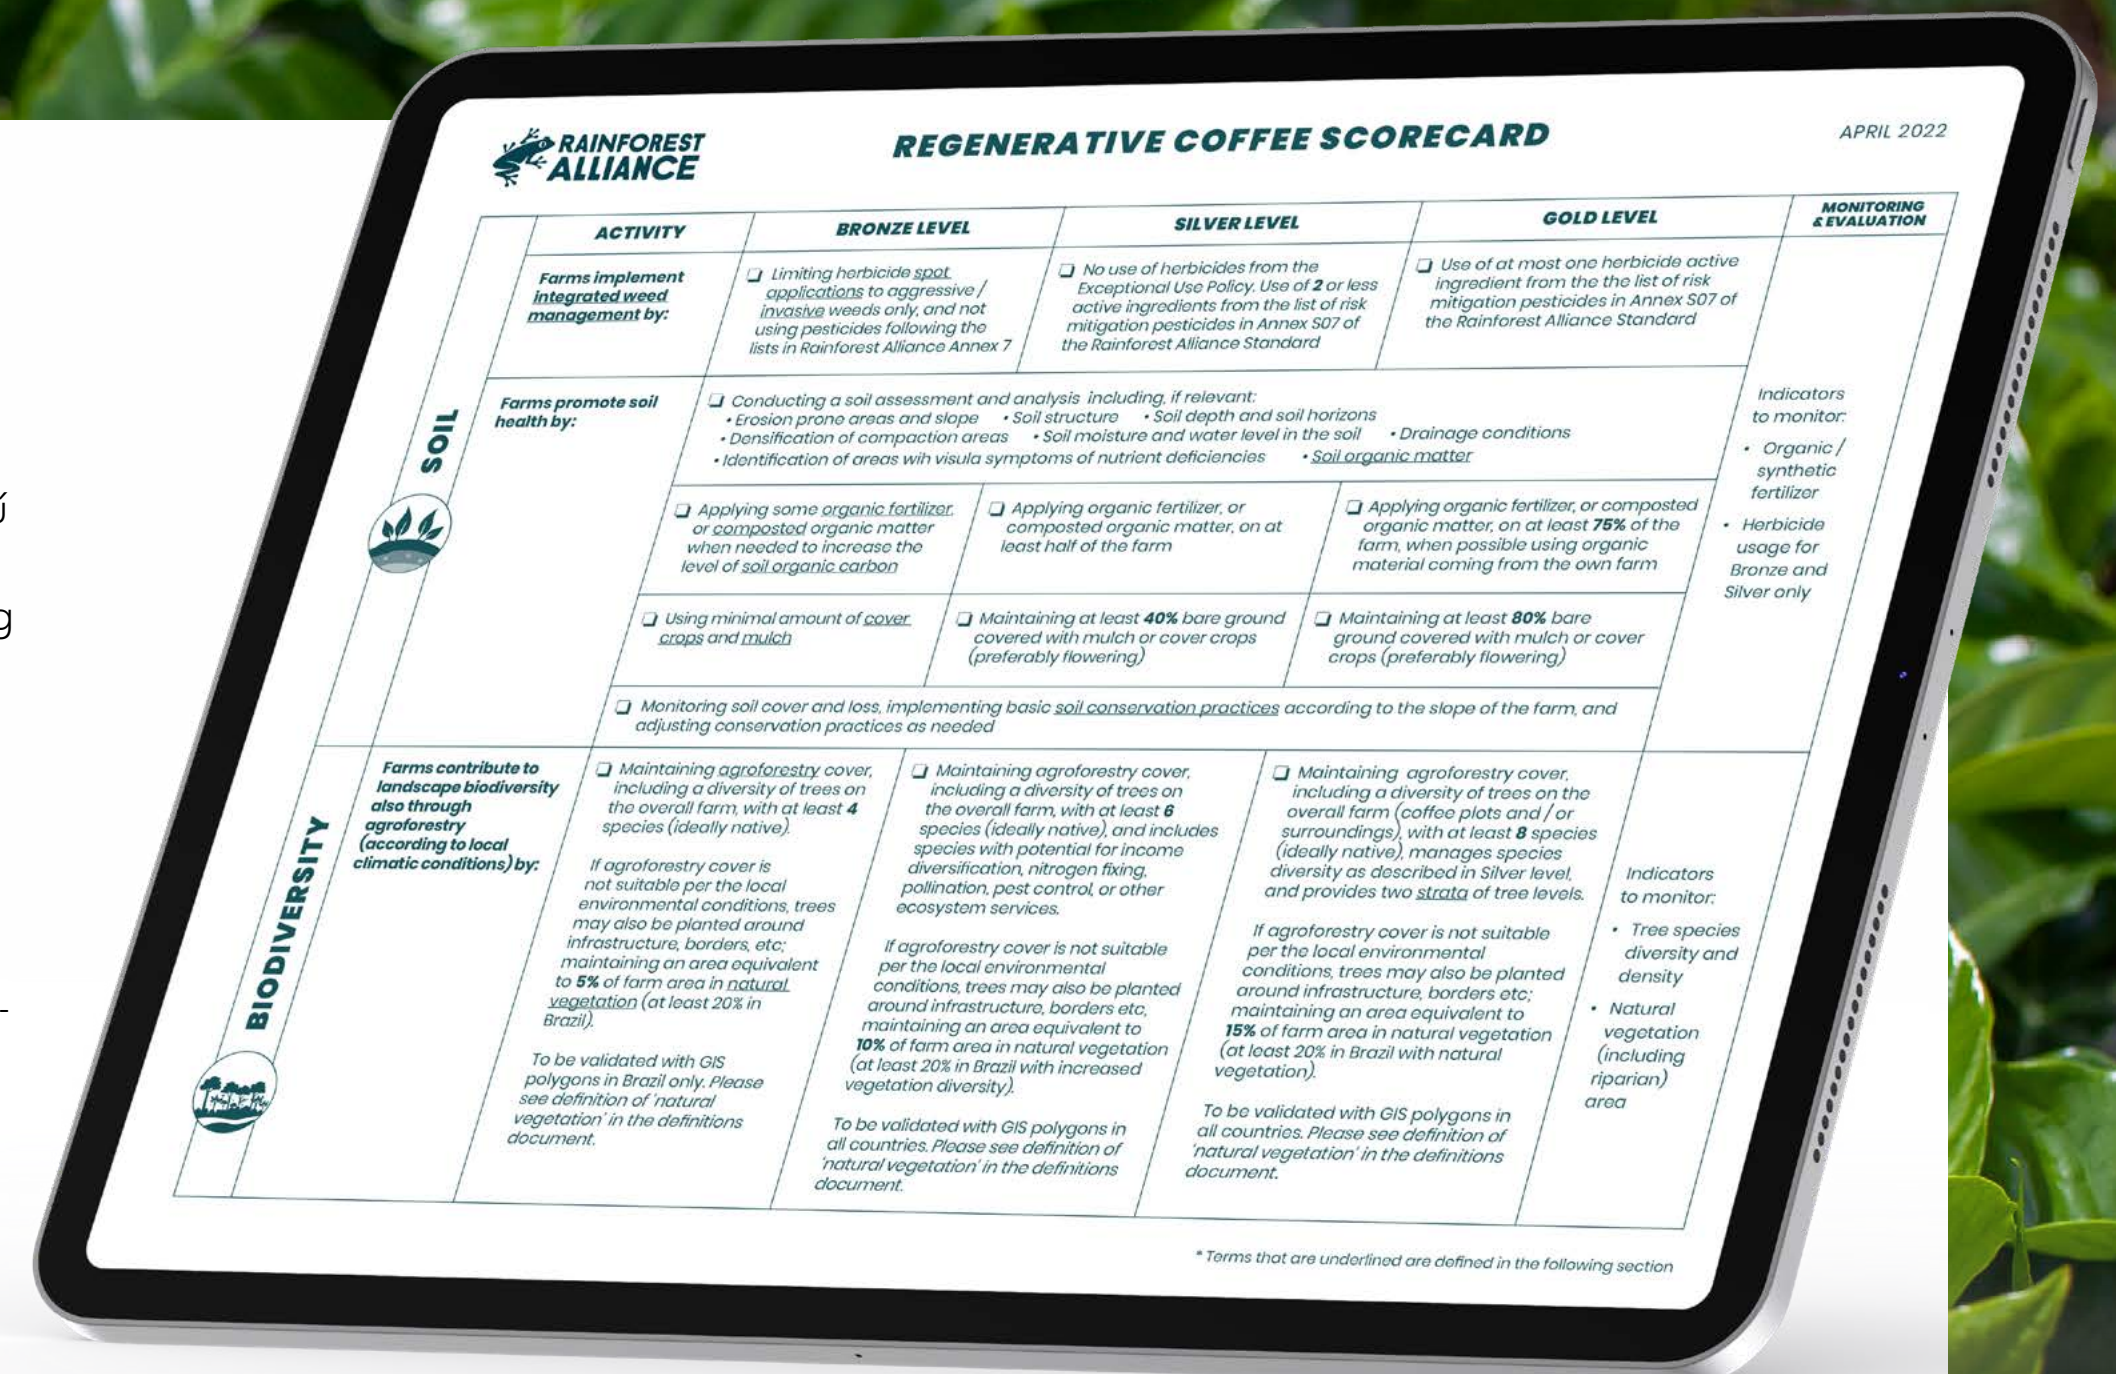 RAINFOREST
ALLIANCE
REGENERATIVE COFFEE SCORECARD
APRIL 2022
ACTIVITY
BRONZE LEVEL
SILVER LEVEL
GOLD LEVEL
MONITORING
& EVALUATION
SOIL
Farms implement
integrated weed
management by:
Limiting herbicide spot
applications to aggressive /
invasive weeds only, and not
using pesticides following the
lists in Rainforest Alliance Annex 7
No use of herbicides from the
Exceptional Use Policy. Use of 2 or less
active ingredients from the list of risk
mitigation pesticides in Annex S07 of
the Rainforest Alliance Standard
Use of at most one herbicide active
ingredient from the the list of risk
mitigation pesticides in Annex S07 of
the Rainforest Alliance Standard
Farms promote soil
health by:
Conducting a soil assessment and analysis including, if relevant:
• Erosion prone areas and slope • Soil structure • Soil depth and soil horizons
• Densification of compaction areas • Soil moisture and water level in the soil • Drainage conditions
• Identification of areas wih visula symptoms of nutrient deficiencies • Soil organic matter
Applying some organic fertilizer,
or composted organic matter
when needed to increase the
level of soil organic carbon
Applying organic fertilizer, or
composted organic matter, on at
least half of the farm
Applying organic fertilizer, or composted
organic matter, on at least 75% of the
farm, when possible using organic
material coming from the own farm
Using minimal amount of cover
crops and mulch
Maintaining at least 40% bare ground
covered with mulch or cover crops
(preferably flowering)
Maintaining at least 80% bare
ground covered with mulch or cover
crops (preferably flowering)
Monitoring soil cover and loss, implementing basic soil conservation practices according to the slope of the farm, and
adjusting conservation practices as needed
Indicators
to monitor:
• Organic /
synthetic
fertilizer
• Herbicide
usage for
Bronze and
Silver only
BIODIVERSITY
Farms contribute to
landscape biodiversity
also through
agroforestry
(according to local
climatic conditions) by:
Maintaining agroforestry cover,
including a diversity of trees on
the overall farm, with at least 4
species (ideally native).
If agroforestry cover is
not suitable per the local
environmental conditions, trees
may also be planted around
infrastructure, borders, etc;
maintaining an area equivalent
to 5% of farm area in natural
vegetation (at least 20% in
Brazil).
To be validated with GIS
polygons in Brazil only. Please
see definition of 'natural
vegetation' in the definitions
document.
Maintaining agroforestry cover,
including a diversity of trees on
the overall farm, with at least 6
species (ideally native), and includes
species with potential for income
diversification, nitrogen fixing,
pollination, pest control, or other
ecosystem services.
If agroforestry cover is not suitable
per the local environmental
conditions, trees may also be planted
around infrastructure, borders etc,
maintaining an area equivalent to
10% of farm area in natural vegetation
(at least 20% in Brazil with increased
vegetation diversity).
To be validated with GIS polygons in
all countries. Please see definition of
'natural vegetation' in the definitions
document.
Maintaining agroforestry cover,
including a diversity of trees on the
overall farm (coffee plots and / or
surroundings), with at least 8 species
(ideally native), manages species
diversity as described in Silver level,
and provides two strata of tree levels.
If agroforestry cover is not suitable
per the local environmental
conditions, trees may also be planted
around infrastructure, borders etc;
maintaining an area equivalent to
15% of farm area in natural vegetation
(at least 20% in Brazil with natural
vegetation).
To be validated with GIS polygons in
all countries. Please see definition of
'natural vegetation' in the definitions
document.
Indicators
to monitor:
• Tree species
diversity and
density
• Natural
vegetation
(including
riparian)
area
* Terms that are underlined are defined in the following section